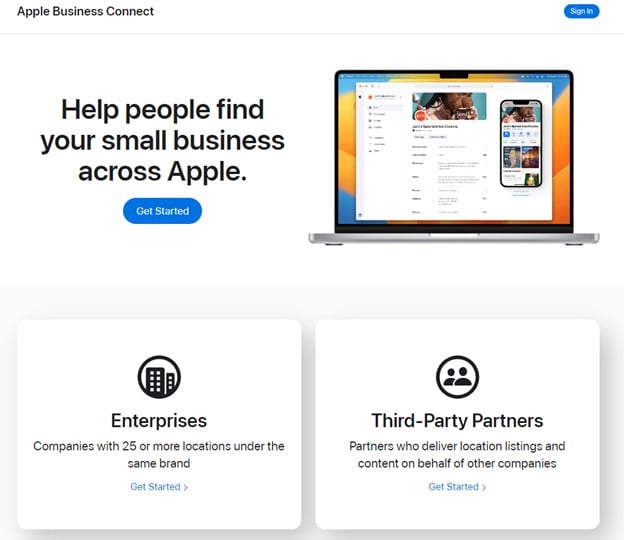 Apple Business Connect
Sign In
Help people find
your small business
across Apple.
Get Started
Enterprises
Companies with 25 or more locations under the
same brand
Get Started >
Third-Party Partners
Partners who deliver location listings and
content on behalf of other companies
Get Started >